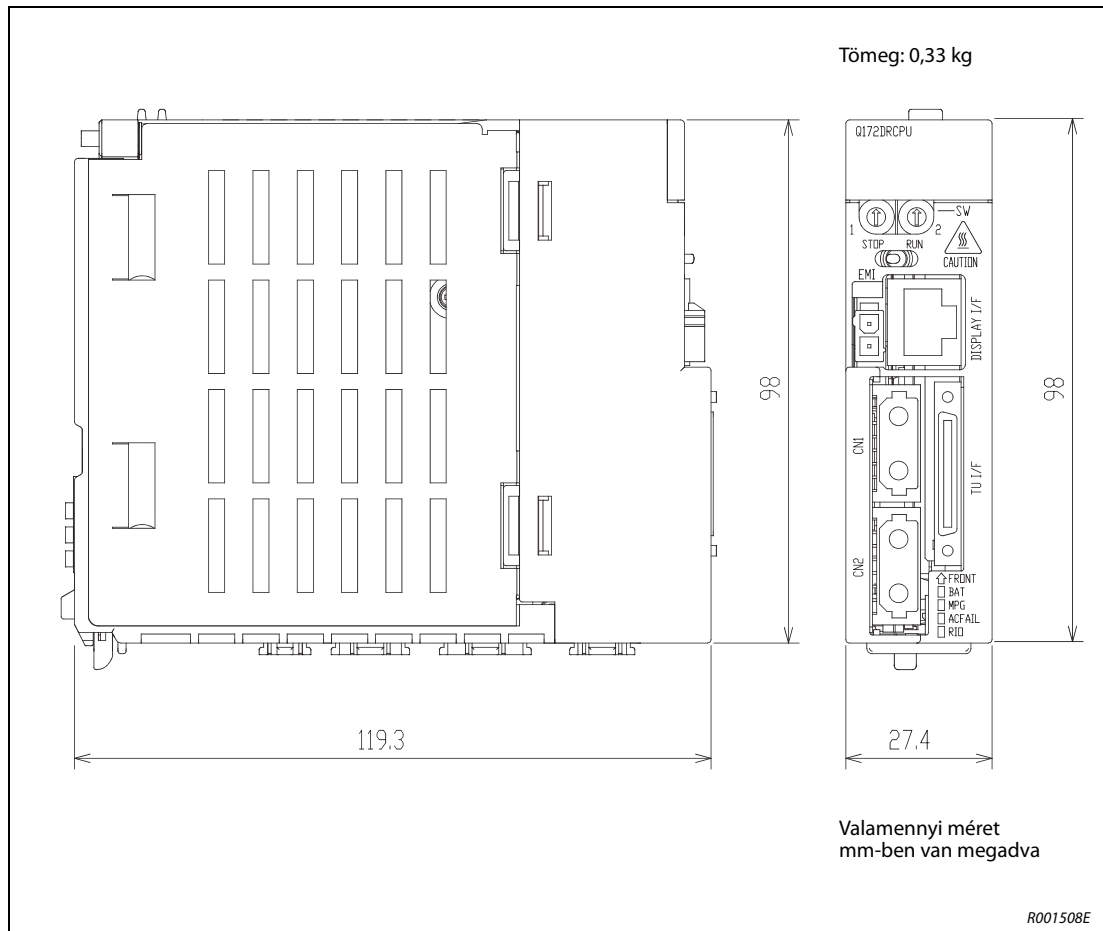 Tömeg: 0,33 kg
Q172DRCPU
SW
1
2
STOP
RUN
CAUTION
EMI
DISPLAY I/F
98
98
CN1
TU I/F
CN2
FRONT
BAT
MPG
ACFAIL
RIO
119.3
27.4
Valamennyi méret
mm-ben van megadva
R001508E